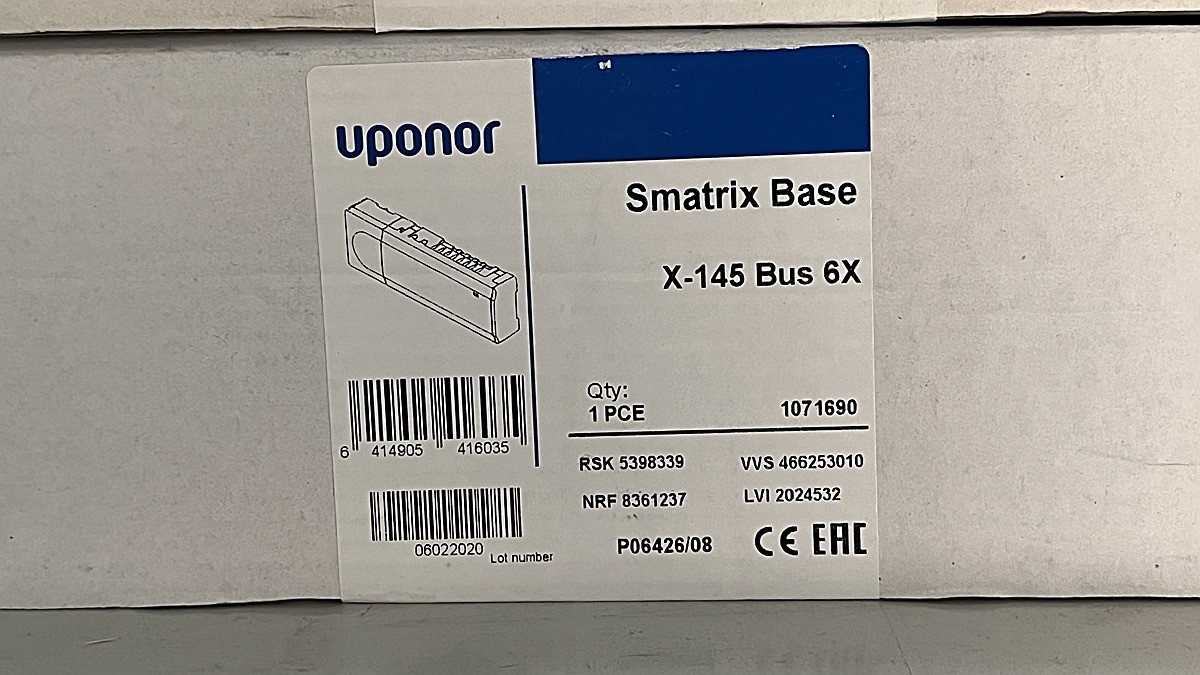 uponor
Smatrix Base
X-145 Bus 6X
Qty:
1 PCE
1071690
6 414905 416035
RSK 5398339
VVS 466253010
NRF 8361237
LVI 2024532
06022020
Lot number
P06426/08
CE EAC